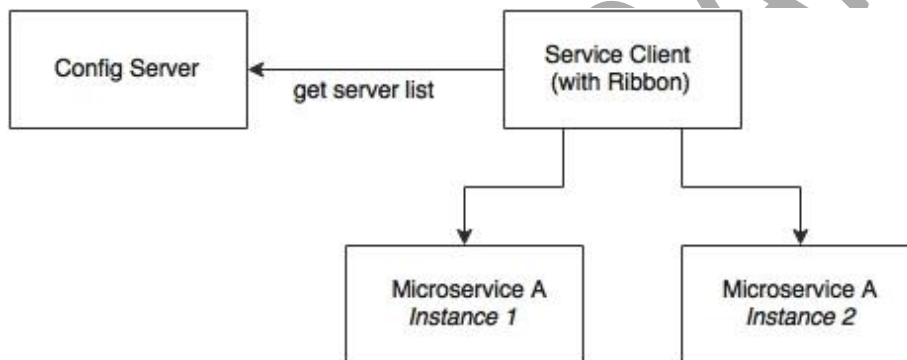 Config Server
get server list
Service Client
(with Ribbon)
Microservice A
Instance 1
Microservice A
Instance 2